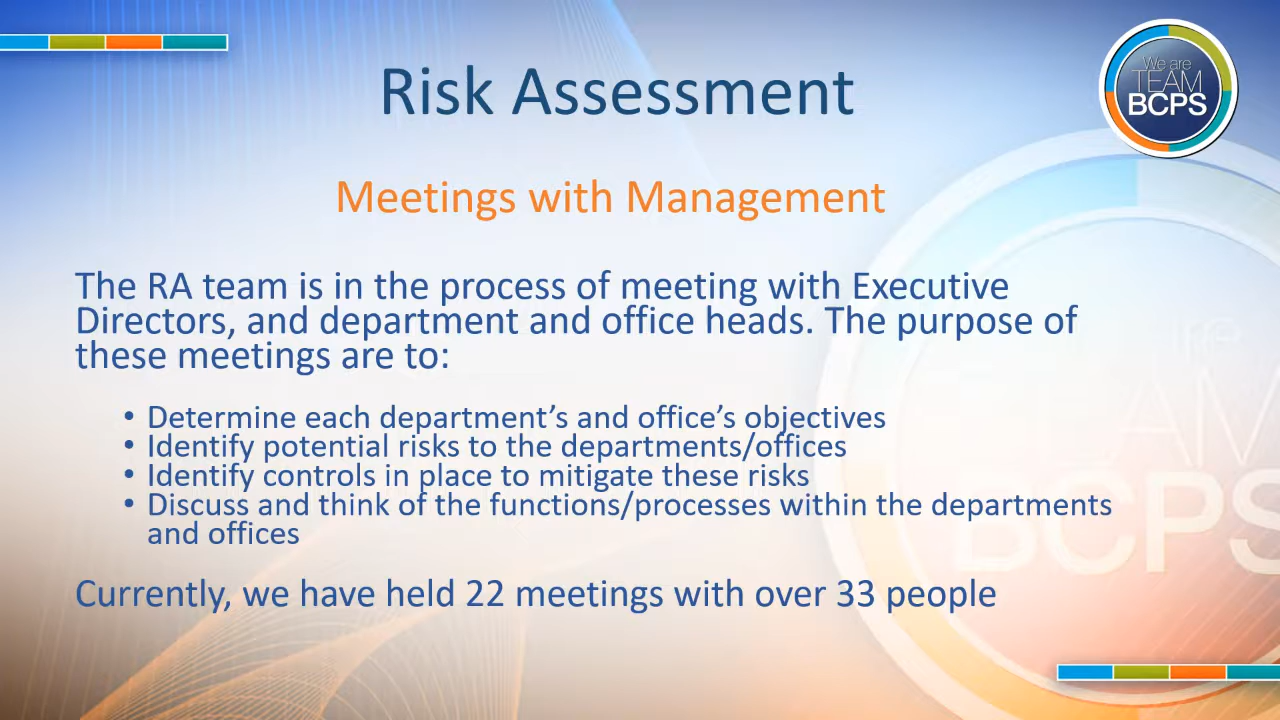 We are
TEAM
BCPS
Risk Assessment
Meetings with Management
The RA team is in the process of meeting with Executive
Directors, and department and office heads. The purpose of
these meetings are to:
• Determine each department's and office's objectives
• Identify potential risks to the departments/offices
• Identify controls in place to mitigate these risks
• Discuss and think of the functions/processes within the departments
and offices
Currently, we have held 22 meetings with over 33 people
BCPS